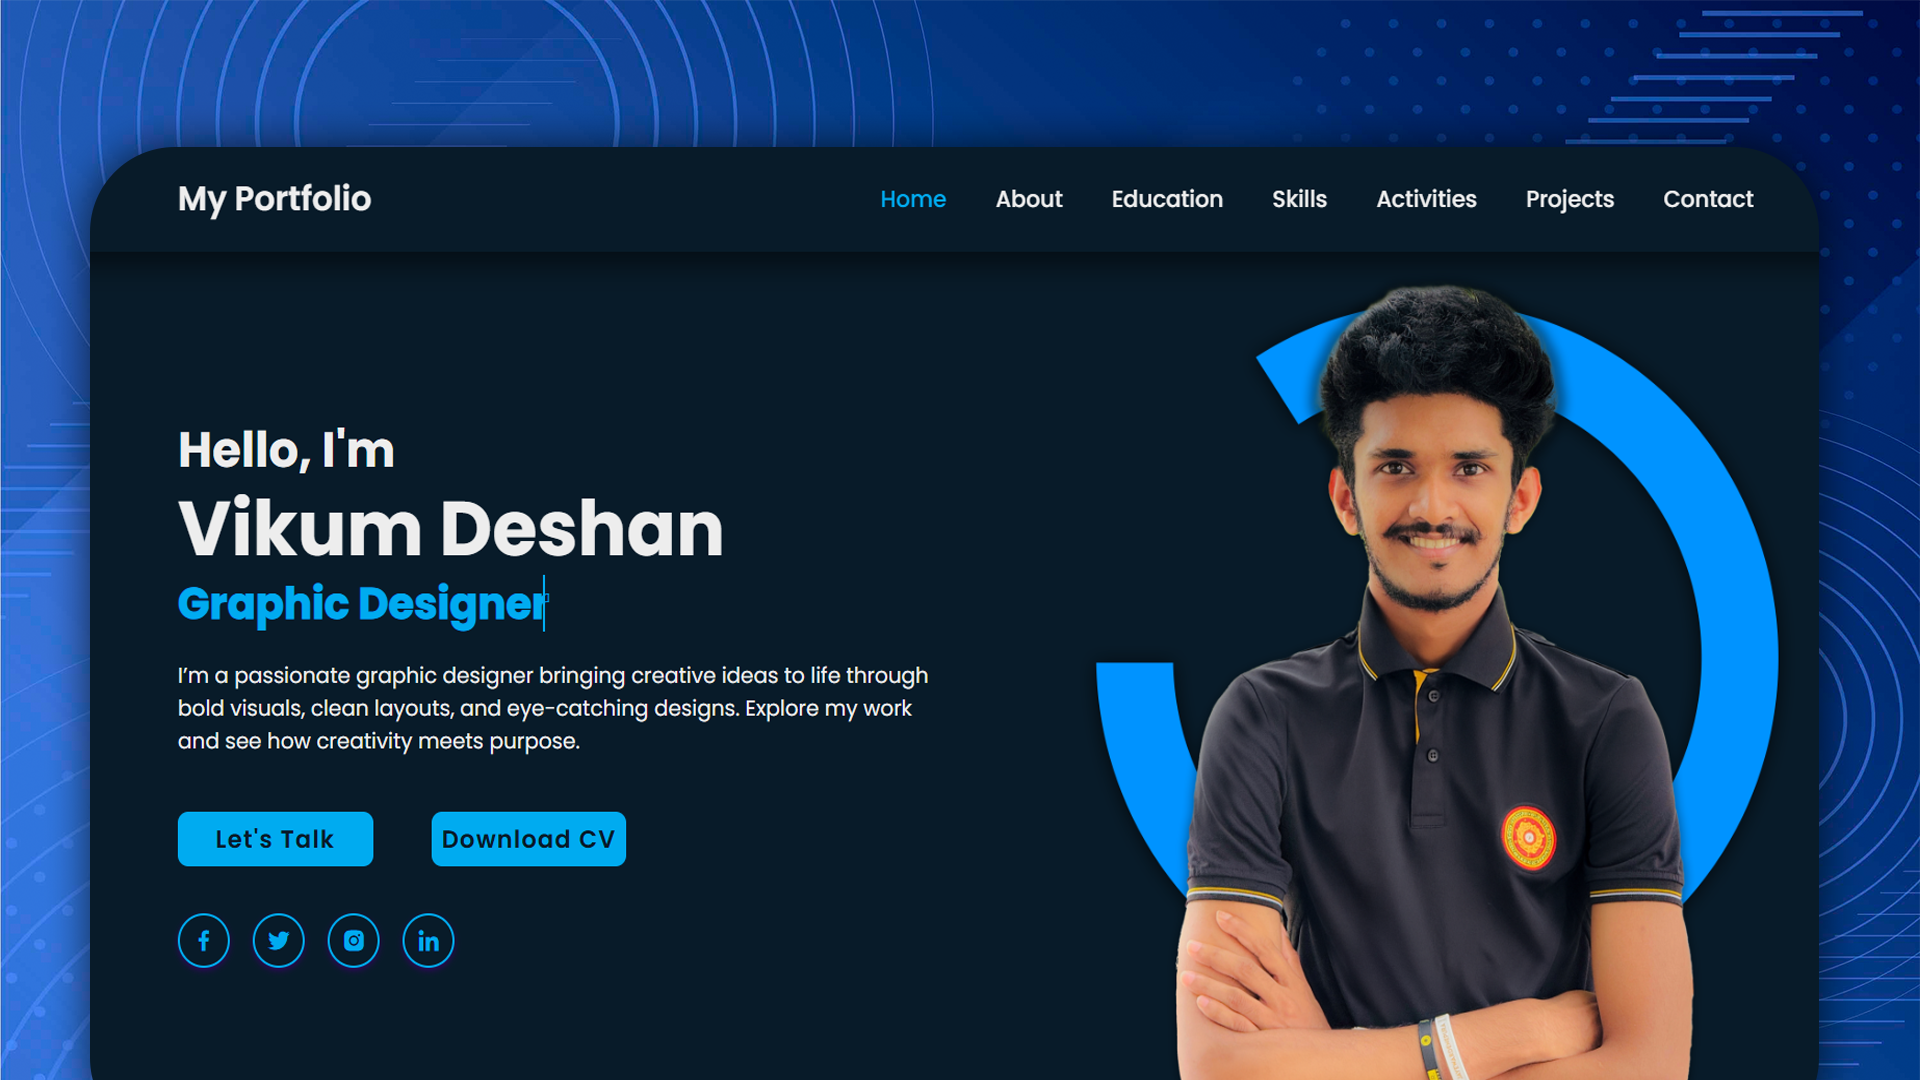 My Portfolio
Home About Education Skills Activities Projects Contact
Hello, I'm
Vikum Deshan
Graphic Designer
I’m a passionate graphic designer bringing creative ideas to life through
bold visuals, clean layouts, and eye-catching designs. Explore my work
and see how creativity meets purpose.
Let's Talk Download CV